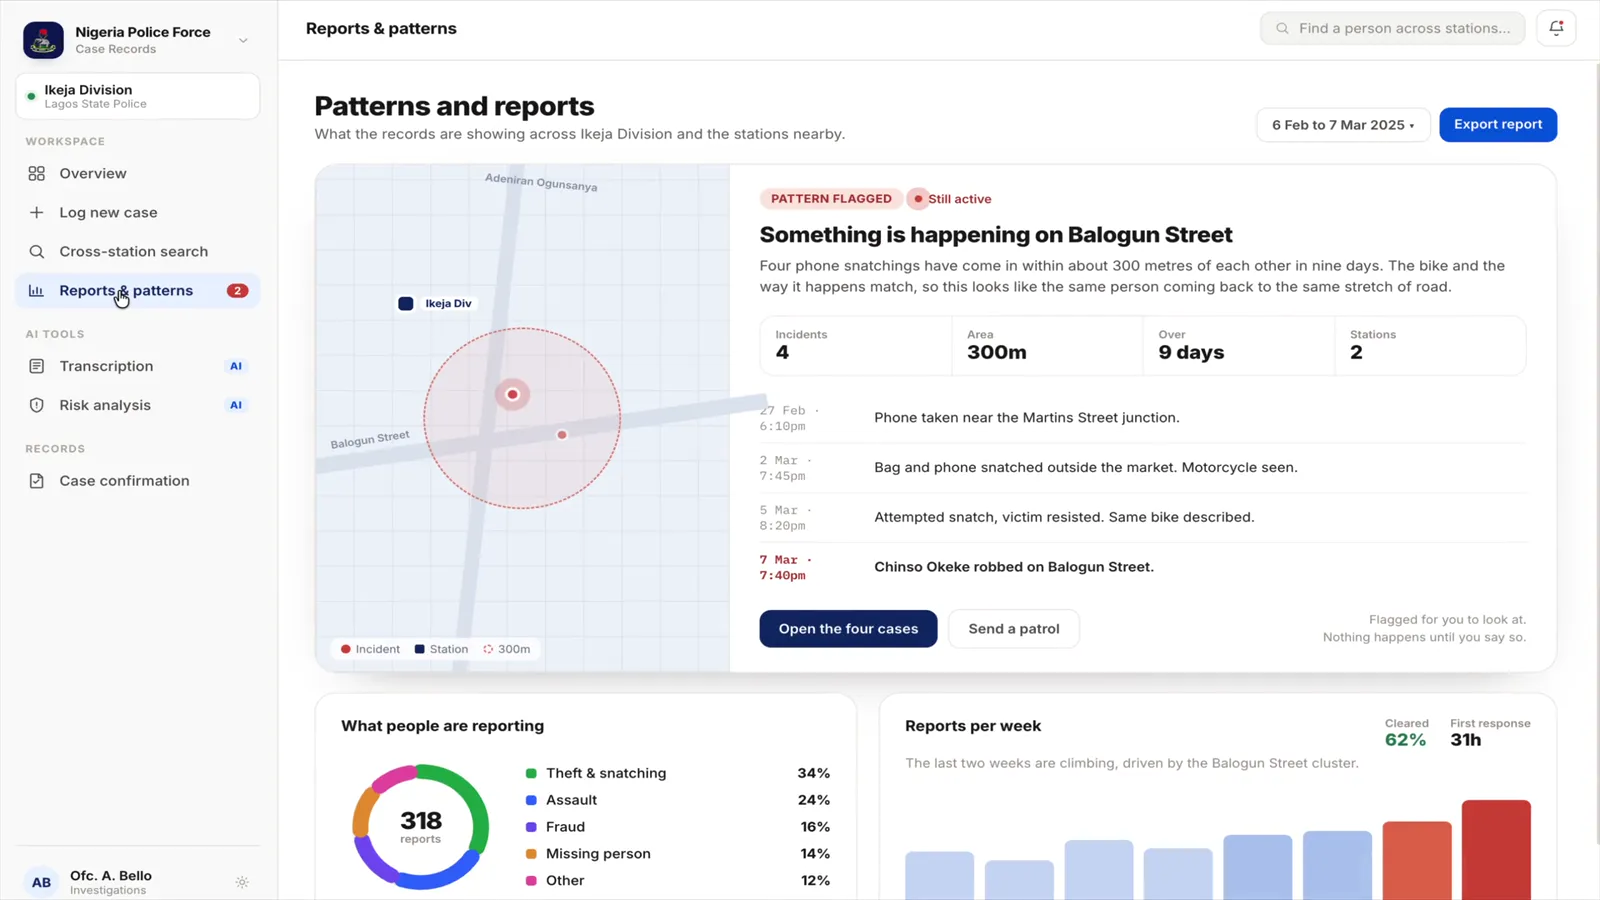 Nigeria Police Force
Case Records
Ikeja Division
Lagos State Police
WORKSPACE
Overview
Log new case
Cross-station search
Reports & patterns
2
AI TOOLS
Transcription
AI
Risk analysis
AI
RECORDS
Case confirmation
AB
Ofc. A. Bello
Investigations
Reports & patterns
Find a person across stations...
Patterns and reports
What the records are showing across Ikeja Division and the stations nearby.
6 Feb to 7 Mar 2025
Export report
Adeniran Ogunsanya
Ikeja Div
Balogun Street
Incident
Station
300m
PATTERN FLAGGED
Still active
Something is happening on Balogun Street
Four phone snatchings have come in within about 300 metres of each other in nine days. The bike and the
way it happens match, so this looks like the same person coming back to the same stretch of road.
Incidents
4
Area
300m
Over
9 days
Stations
2
27 Feb ·
6:10pm
Phone taken near the Martins Street junction.
2 Mar ·
7:45pm
Bag and phone snatched outside the market. Motorcycle seen.
5 Mar ·
8:20pm
Attempted snatch, victim resisted. Same bike described.
7 Mar ·
7:40pm
Chinso Okeke robbed on Balogun Street.
Open the four cases
Send a patrol
Flagged for you to look at.
Nothing happens until you say so.
What people are reporting
318
reports
Theft & snatching 34%
Assault 24%
Fraud 16%
Missing person 14%
Other 12%
Reports per week
Cleared
62%
First response
31h
The last two weeks are climbing, driven by the Balogun Street cluster.